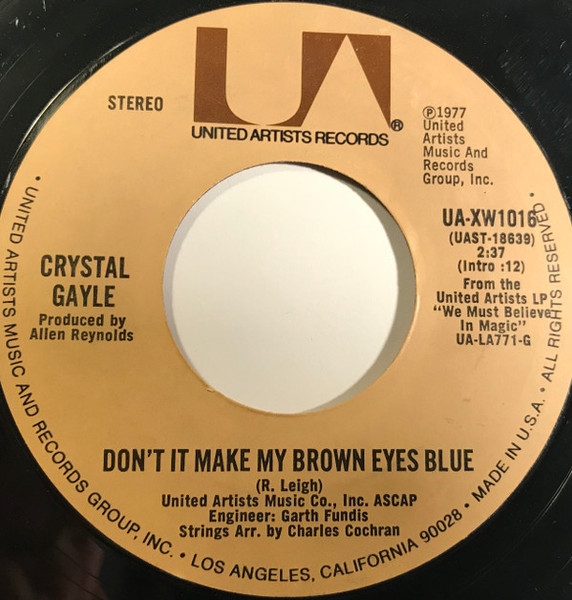 UA
UNITED ARTISTS RECORDS®
STEREO
℗1977
United
Artists
Music And
Records
Group, Inc.
UA-XW1016
(UAST-18639)
2:37
(Intro :12)
From the
United Artists LP
"We Must Believe
In Magic"
UA-LA771-G
CRYSTAL
GAYLE
Produced by
Allen Reynolds
DON'T IT MAKE MY BROWN EYES BLUE
(R. Leigh)
United Artists Music Co., Inc. ASCAP
Engineer: Garth Fundis
Strings Arr. by Charles Cochran
• UNITED ARTISTS MUSIC AND RECORDS GROUP, INC. • LOS ANGELES, CALIFORNIA 90028 • MADE IN U.S.A. • ALL RIGHTS RESERVED •